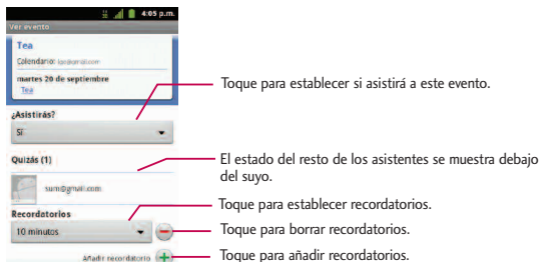 4:05 p.m.
Ver evento
Tea
Calendario:
martes 20 de septiembre
Tea
Toque para establecer si asistirá a este evento.
¿Asistirás?
Sí
Quizás (1)
El estado del resto de los asistentes se muestra debajo
del suyo.
sum@gmail.com
Toque para establecer recordatorios.
Recordatorios
10 minutos
Toque para borrar recordatorios.
Añadir recordatorio
Toque para añadir recordatorios.